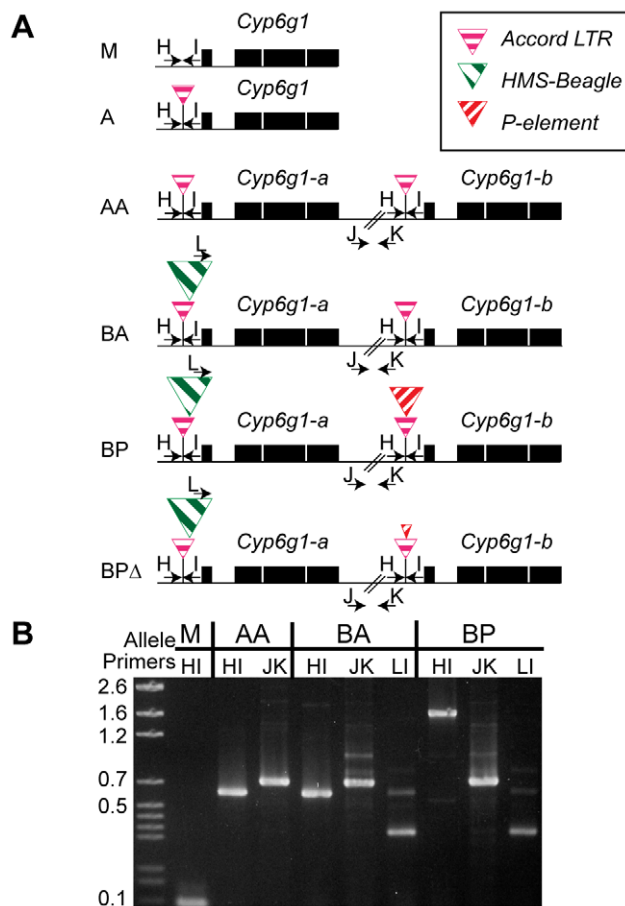 A
Cyp6g1
M H I
Cyp6g1
A H I
Accord LTR
HMS-Beagle
P-element
Cyp6g1-a Cyp6g1-b
AA H I H I
J K
L
Cyp6g1-a Cyp6g1-b
BA H I H I
J K
L
Cyp6g1-a Cyp6g1-b
BP H I H I
J K
L
Cyp6g1-a Cyp6g1-b
BPΔ H I H I
J K
B
Allele M AA BA BP
Primers HI HI JK HI JK LI HI JK LI
2.6
1.6
1.2
0.7
0.5
0.1